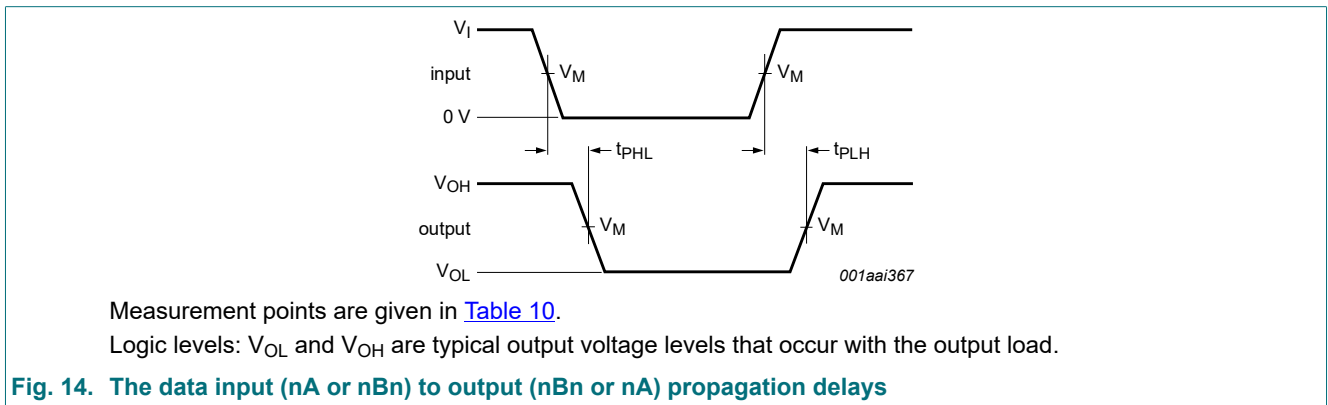 V_I
input
V_M
V_M
0 V
t_PHL
t_PLH
V_OH
output
V_M
V_M
V_OL
001aai367
Measurement points are given in Table 10.
Logic levels: V_OL and V_OH are typical output voltage levels that occur with the output load.
Fig. 14. The data input (nA or nBn) to output (nBn or nA) propagation delays